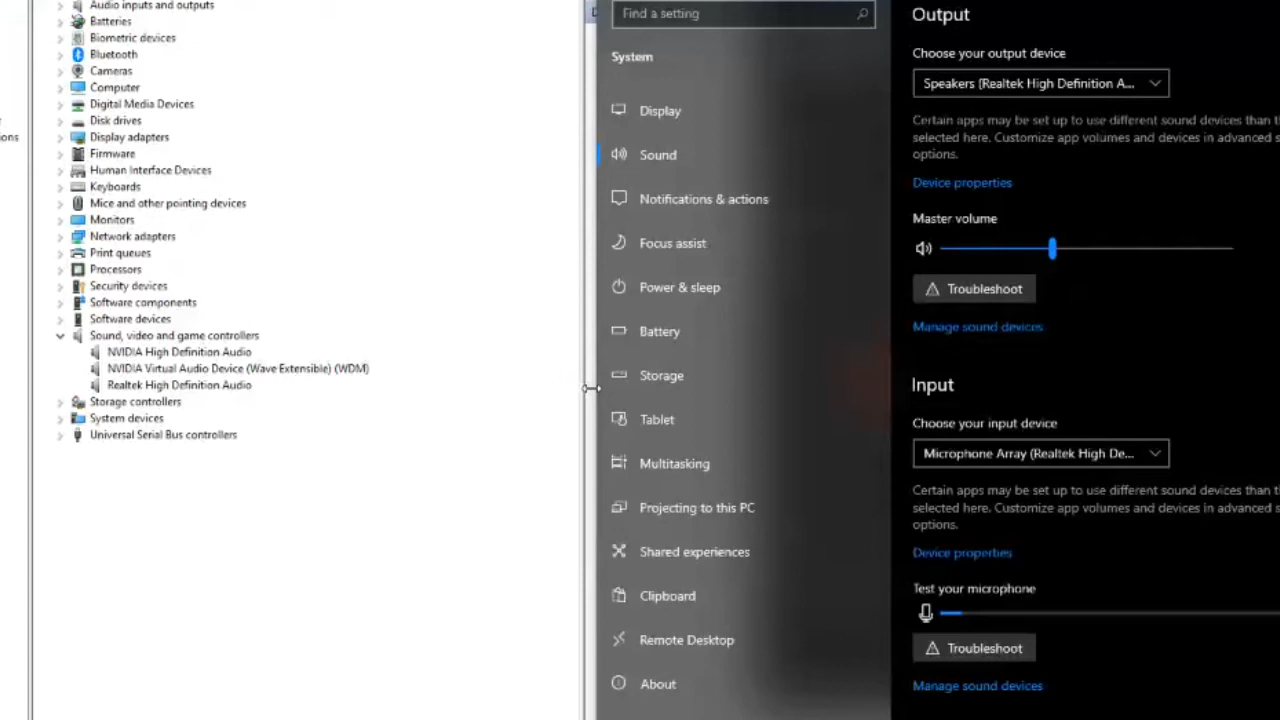 Audio inputs and outputs
Batteries
Biometric devices
Bluetooth
Cameras
Computer
Digital Media Devices
Disk drives
ions
Display adapters
Firmware
Human Interface Devices
Keyboards
Mice and other pointing devices
Monitors
Network adapters
Print queues
Processors
Security devices
Software components
Software devices
Sound, video and game controllers
NVIDIA High Definition Audio
NVIDIA Virtual Audio Device (Wave Extensible) (WDM)
Realtek High Definition Audio
Storage controllers
System devices
Universal Serial Bus controllers
Find a setting
System
Display
Sound
Notifications & actions
Focus assist
Power & sleep
Battery
Storage
Tablet
Multitasking
Projecting to this PC
Shared experiences
Clipboard
Remote Desktop
About
Output
Choose your output device
Speakers (Realtek High Definition A...
Certain apps may be set up to use different sound devices than t
selected here. Customize app volumes and devices in advanced s
options.
Device properties
Master volume
Troubleshoot
Manage sound devices
Input
Choose your input device
Microphone Array (Realtek High De...
Certain apps may be set up to use different sound devices than t
selected here. Customize app volumes and devices in advanced s
options.
Device properties
Test your microphone
Troubleshoot
Manage sound devices